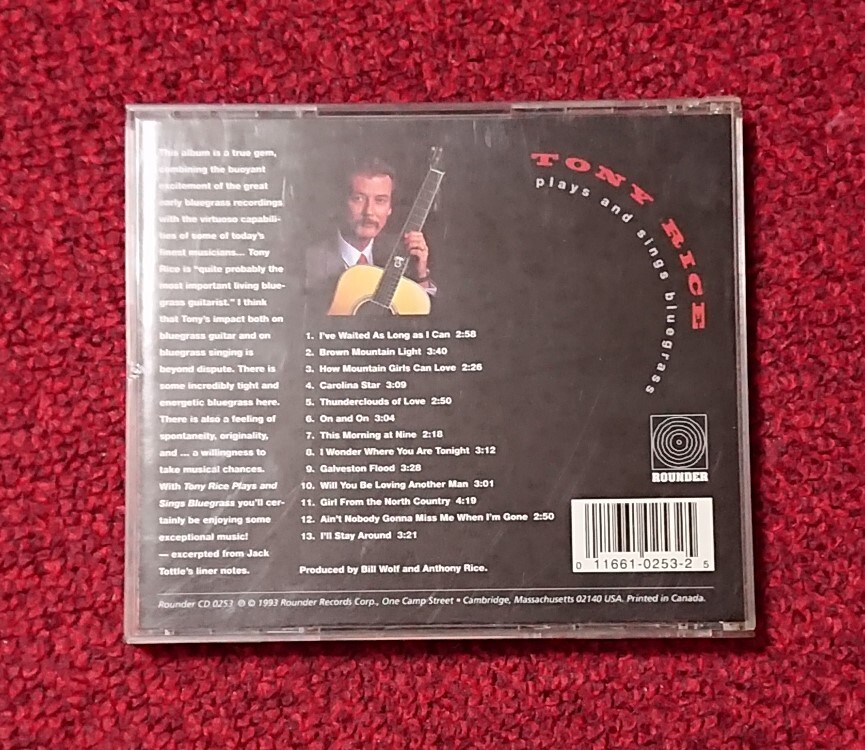 This album is a true gem,
combining the buoyant
excitement of the great
early bluegrass recordings
with the virtuoso capabili-
ties of some of today's
finest musicians... Tony
Rice is "quite probably the
most important living blue-
grass guitarist." I think
that Tony's impact both on
bluegrass guitar and on
bluegrass singing is
beyond dispute. There is
some incredibly tight and
energetic bluegrass here.
There is also a feeling of
spontaneity, originality,
and ... a willingness to
take musical chances.
With Tony Rice Plays and
Sings Bluegrass you'll cer-
tainly be enjoying some
exceptional music!
— excerpted from Jack
Tottle's liner notes.
TONY RICE
plays and sings bluegrass
1. I've Waited As Long as I Can 2:58
2. Brown Mountain Light 3:40
3. How Mountain Girls Can Love 2:26
4. Carolina Star 3:09
5. Thunderclouds of Love 2:50
6. On and On 3:04
7. This Morning at Nine 2:18
8. I Wonder Where You Are Tonight 3:12
9. Galveston Flood 3:28
10. Will You Be Loving Another Man 3:01
11. Girl From the North Country 4:19
12. Ain't Nobody Gonna Miss Me When I'm Gone 2:50
13. I'll Stay Around 3:21
Produced by Bill Wolf and Anthony Rice.
ROUNDER
0 11661-0253-2 5
Rounder CD 0253 ℗ © 1993 Rounder Records Corp., One Camp Street • Cambridge, Massachusetts 02140 USA. Printed in Canada.